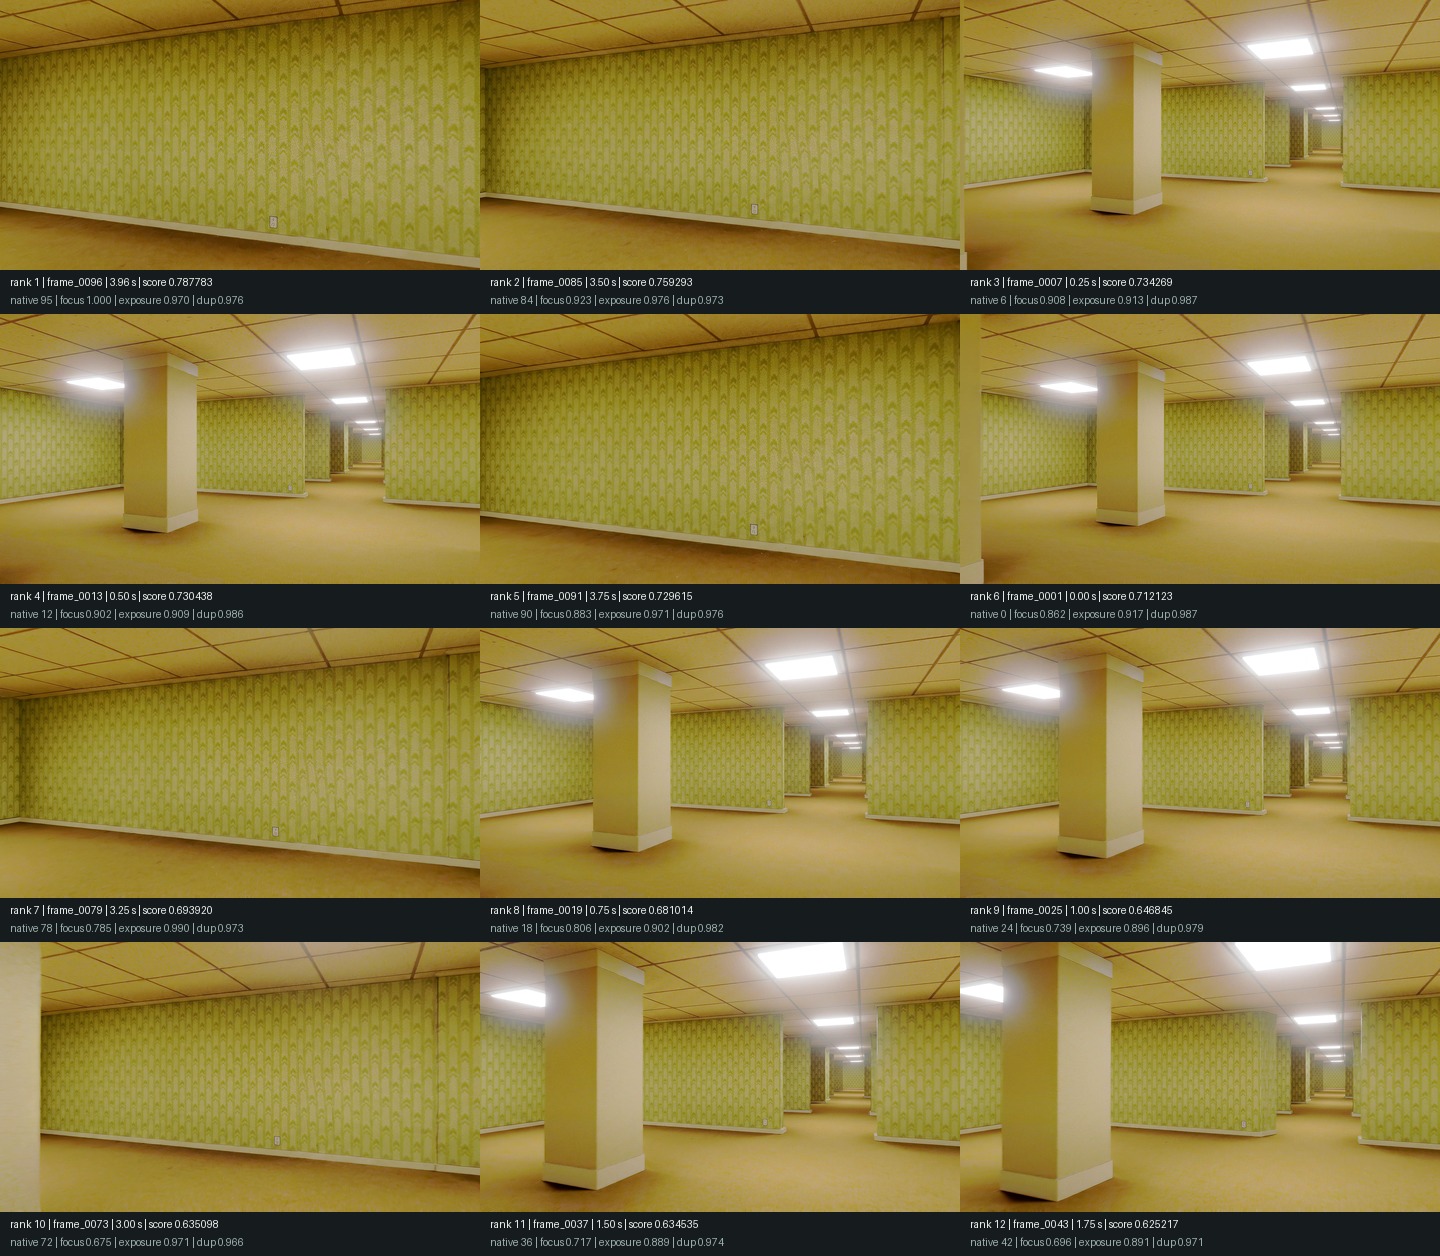 rank 1 | frame_0096 | 3.96 s | score 0.787783
native 95 | focus 1.000 | exposure 0.970 | dup 0.976
rank 2 | frame_0085 | 3.50 s | score 0.759293
native 84 | focus 0.923 | exposure 0.976 | dup 0.973
rank 3 | frame_0007 | 0.25 s | score 0.734269
native 6 | focus 0.908 | exposure 0.913 | dup 0.987
rank 4 | frame_0013 | 0.50 s | score 0.730438
native 12 | focus 0.902 | exposure 0.909 | dup 0.986
rank 5 | frame_0091 | 3.75 s | score 0.729615
native 90 | focus 0.883 | exposure 0.971 | dup 0.976
rank 6 | frame_0001 | 0.00 s | score 0.712123
native 0 | focus 0.862 | exposure 0.917 | dup 0.987
rank 7 | frame_0079 | 3.25 s | score 0.693920
native 78 | focus 0.785 | exposure 0.990 | dup 0.973
rank 8 | frame_0019 | 0.75 s | score 0.681014
native 18 | focus 0.806 | exposure 0.902 | dup 0.982
rank 9 | frame_0025 | 1.00 s | score 0.646845
native 24 | focus 0.739 | exposure 0.896 | dup 0.979
rank 10 | frame_0073 | 3.00 s | score 0.635098
native 72 | focus 0.675 | exposure 0.971 | dup 0.966
rank 11 | frame_0037 | 1.50 s | score 0.634535
native 36 | focus 0.717 | exposure 0.889 | dup 0.974
rank 12 | frame_0043 | 1.75 s | score 0.625217
native 42 | focus 0.696 | exposure 0.891 | dup 0.971